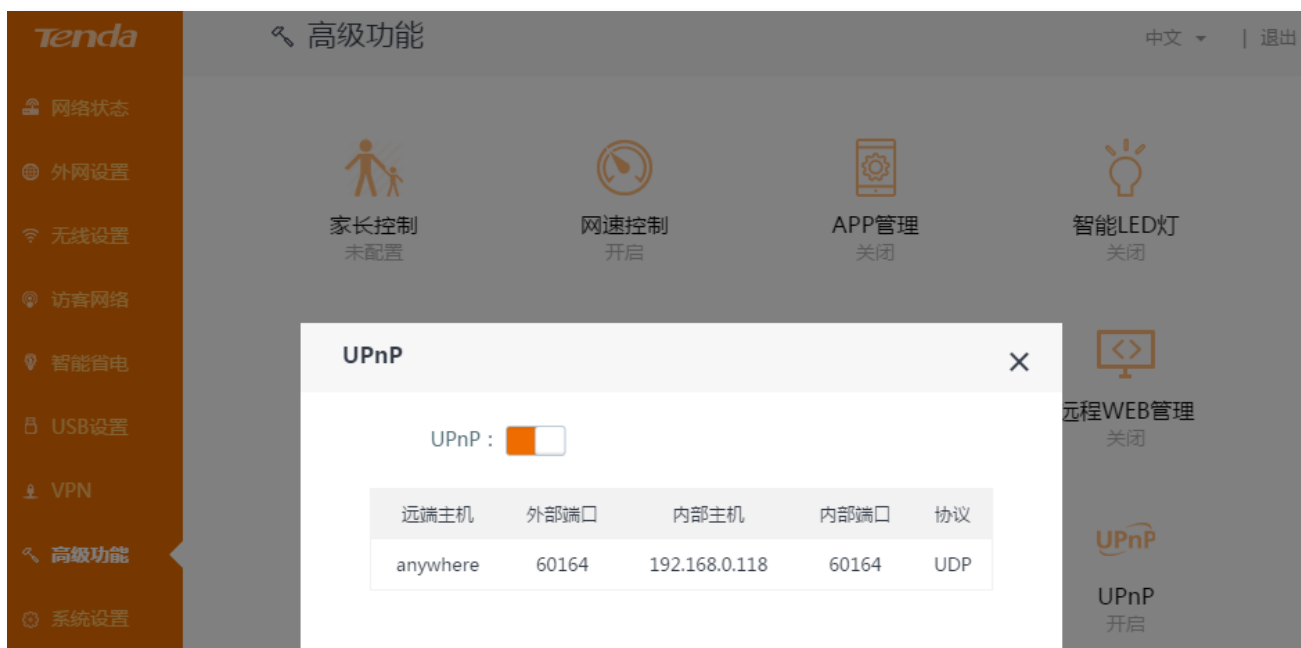 Tenda
高级功能
中文
| 退出
网络状态
外网设置
无线设置
访客网络
智能省电
USB设置
VPN
高级功能
系统设置
家长控制
未配置
网速控制
开启
APP管理
关闭
智能LED灯
关闭
远程WEB管理
关闭
UPnP
UPnP
开启
UPnP
UPnP：
远端主机 外部端口 内部主机 内部端口 协议
anywhere 60164 192.168.0.118 60164 UDP